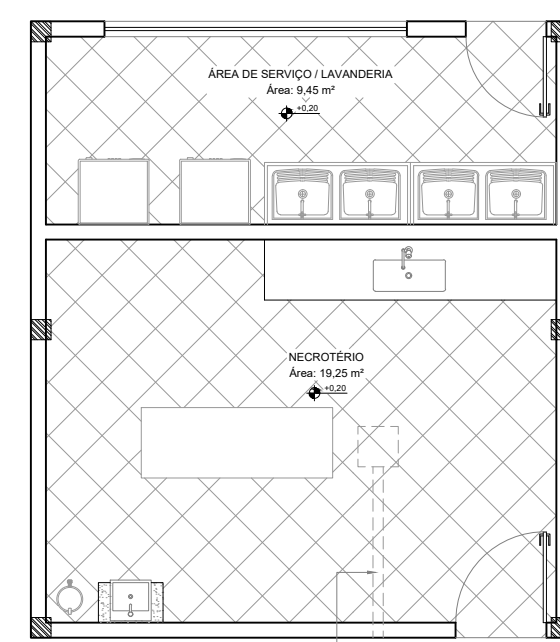 ÁREA DE SERVIÇO / LAVANDERIA
Área: 9,45 m²
+0,20
NECROTÉRIO
Área: 19,25 m²
+0,20